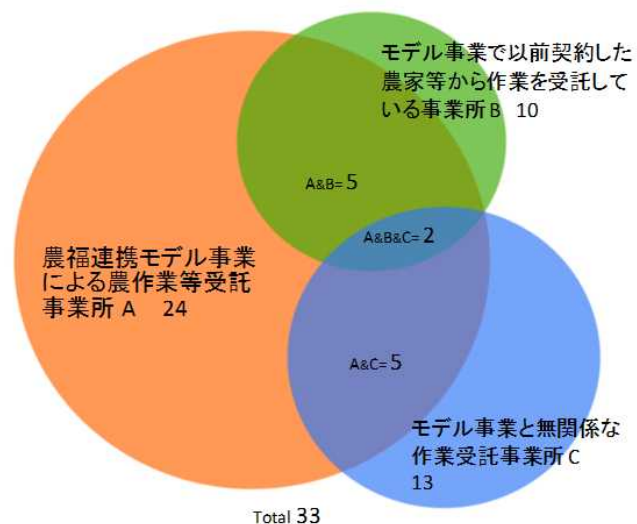 モデル事業で以前契約した
農家等から作業を受託して
いる事業所B 10
A&B= 5
A&B&C= 2
農福連携モデル事業
による農作業等受託
事業所 A 24
A&C= 5
モデル事業と無関係な
作業受託事業所C
13
Total 33